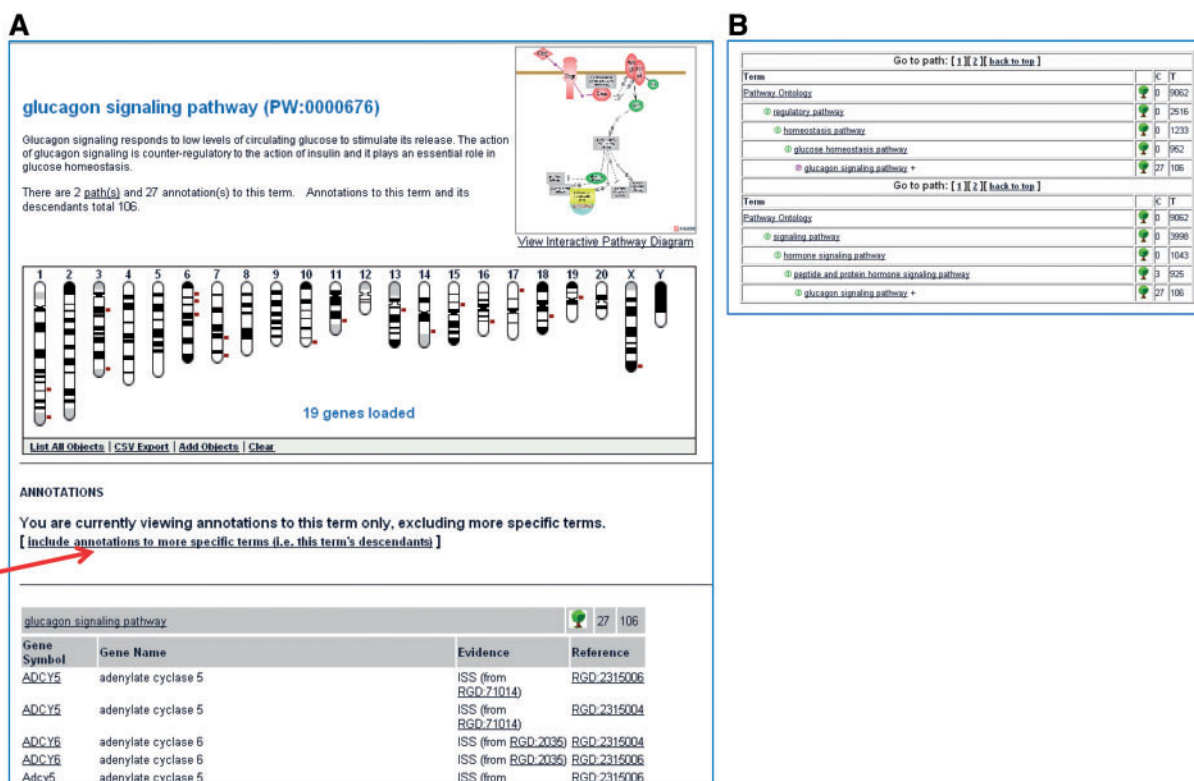 A
glucagon signaling pathway (PW:0000676)
Glucagon signaling responds to low levels of circulating glucose to stimulate its release. The action
of glucagon signaling is counter-regulatory to the action of insulin and it plays an essential role in
glucose homeostasis.
There are 2 path(s) and 27 annotation(s) to this term. Annotations to this term and its
descendants total 106.
View Interactive Pathway Diagram
1 2 3 4 5 6 7 8 9 10 11 12 13 14 15 16 17 18 19 20 X Y
19 genes loaded
List All Objects | CSV Export | Add Objects | Clear
ANNOTATIONS
You are currently viewing annotations to this term only, excluding more specific terms.
[ include annotations to more specific terms (i.e. this term's descendants) ]
glucagon signaling pathway 27 106
Gene Symbol Gene Name Evidence Reference
ADCY5 adenylate cyclase 5 ISS (from RGD:71014) RGD:2315006
ADCY5 adenylate cyclase 5 ISS (from RGD:71014) RGD:2315004
ADCY6 adenylate cyclase 6 ISS (from RGD:2035) RGD:2315004
ADCY6 adenylate cyclase 6 ISS (from RGD:2035) RGD:2315006
Adcy5 adenylate cyclase 5 ISS (from RGD:2315006
B
Go to path: [ 1 ][ 2 ][ back to top ]
Term C T
Pathway Ontology 0 9062
regulatory pathway 0 2516
homeostasis pathway 0 1233
glucose homeostasis pathway 0 952
glucagon signaling pathway + 27 106
Go to path: [ 1 ][ 2 ][ back to top ]
Term C T
Pathway Ontology 0 9062
signaling pathway 0 3998
hormone signaling pathway 0 1043
peptide and protein hormone signaling pathway 3 925
glucagon signaling pathway + 27 106